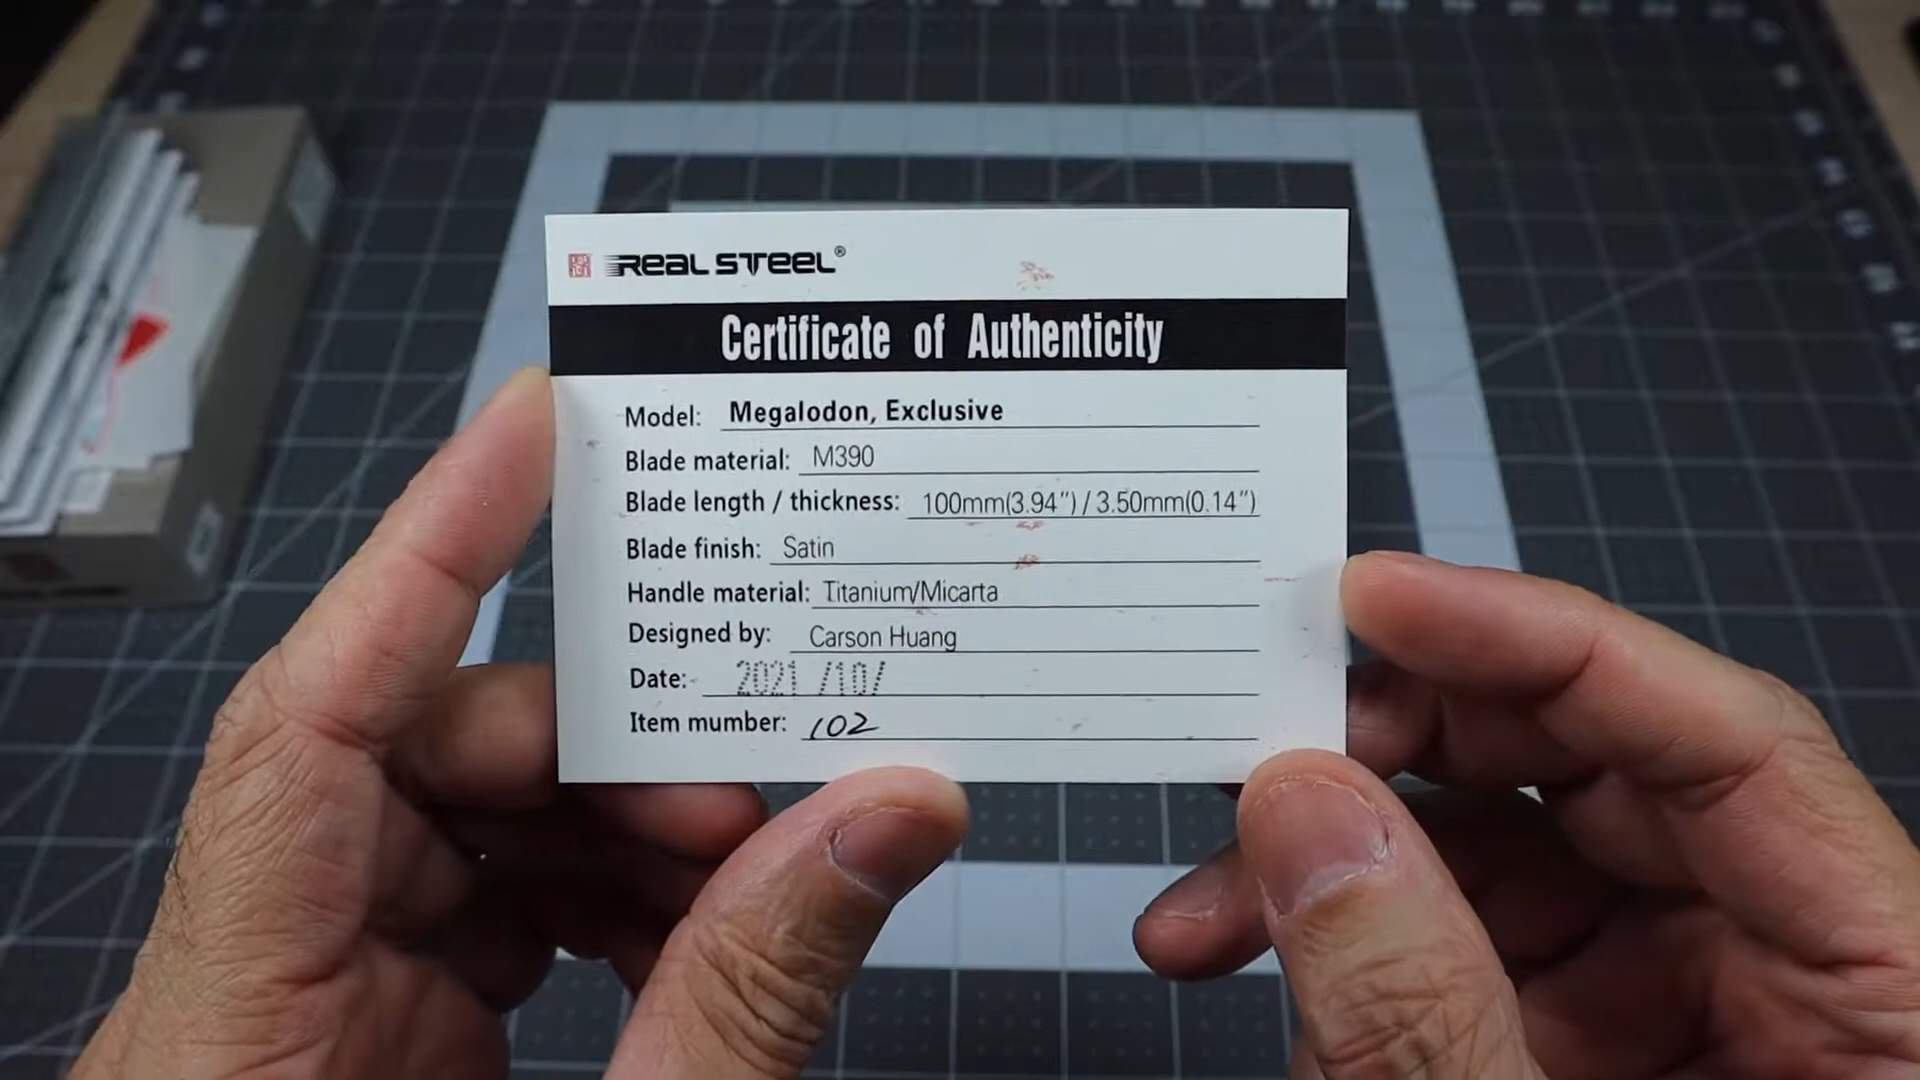 REAL STEEL®
Certificate of Authenticity
Model: Megalodon, Exclusive
Blade material: M390
Blade length / thickness: 100mm(3.94”) / 3.50mm(0.14”)
Blade finish: Satin
Handle material: Titanium/Micarta
Designed by: Carson Huang
Date: 2021 /10/
Item mumber: 102